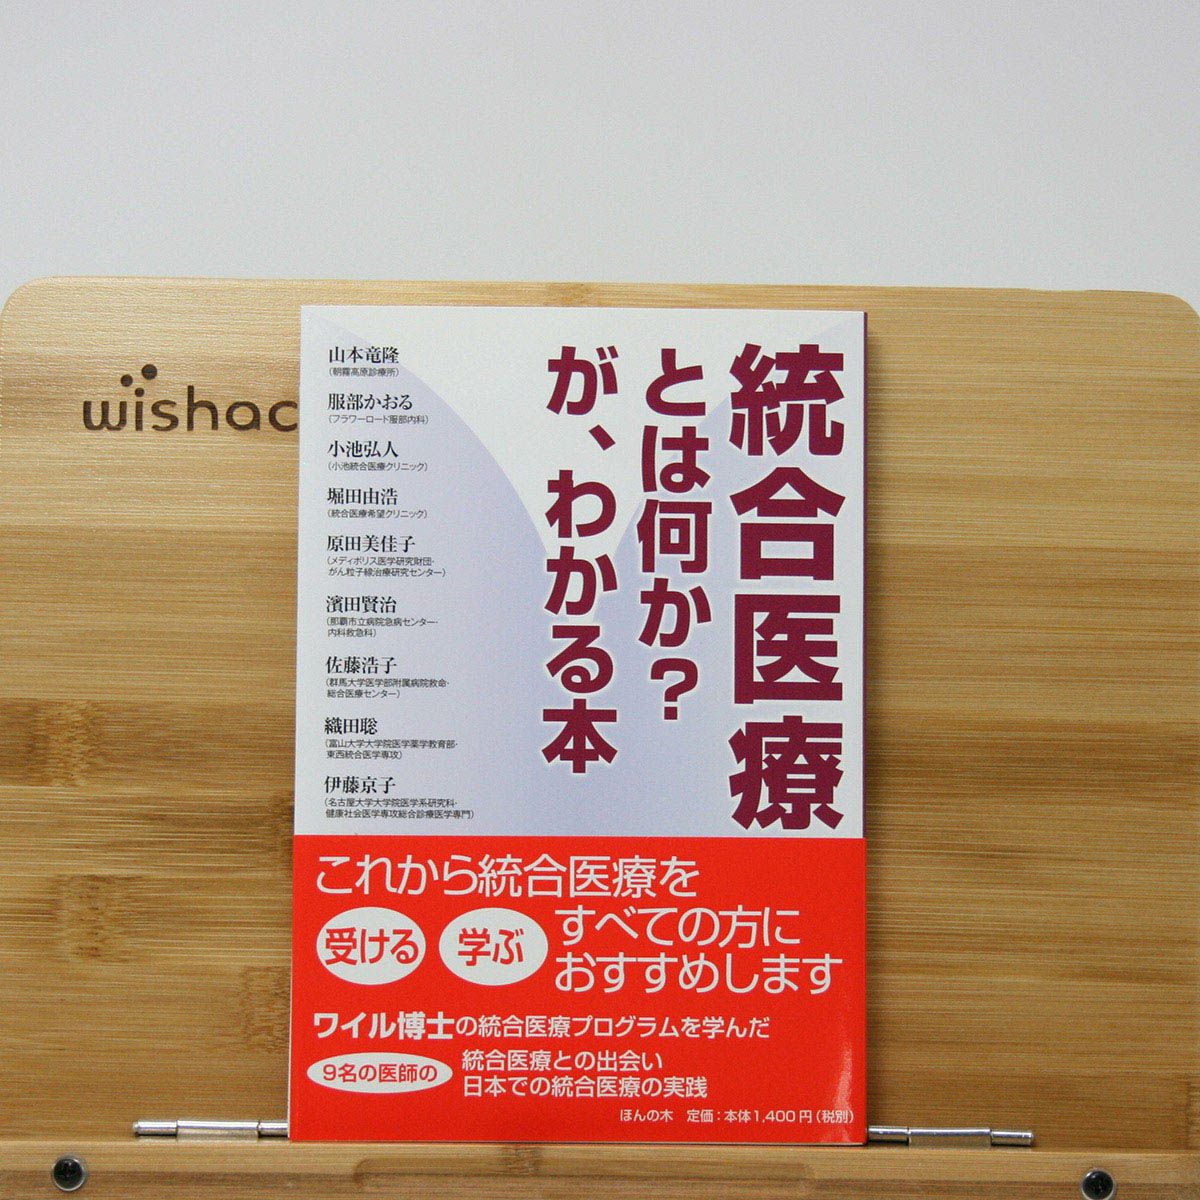 wishac
統合医療
とは何か?
が、わかる本
山本竜隆
(朝霧高原診療所)
服部かおる
(フラワーロード服部内科)
小池弘人
(小池統合医療クリニック)
堀田由浩
(統合医療希望クリニック)
原田美佳子
(メディポリス医学研究財団・
がん粒子線治療研究センター)
濱田賢治
(那覇市立病院急病センター・
内科救急科)
佐藤浩子
(群馬大学医学部附属病院救命・
総合医療センター)
織田聡
(富山大学大学院医学薬学教育部・
東西統合医学専攻)
伊藤京子
(名古屋大学大学院医学系研究科・
健康社会医学専攻総合診療医学専門)
これから統合医療を
受ける 学ぶ すべての方に
おすすめします
ワイル博士の統合医療プログラムを学んだ
9名の医師の
統合医療との出会い
日本での統合医療の実践
ほんの木 定価:本体1,400円(税別)